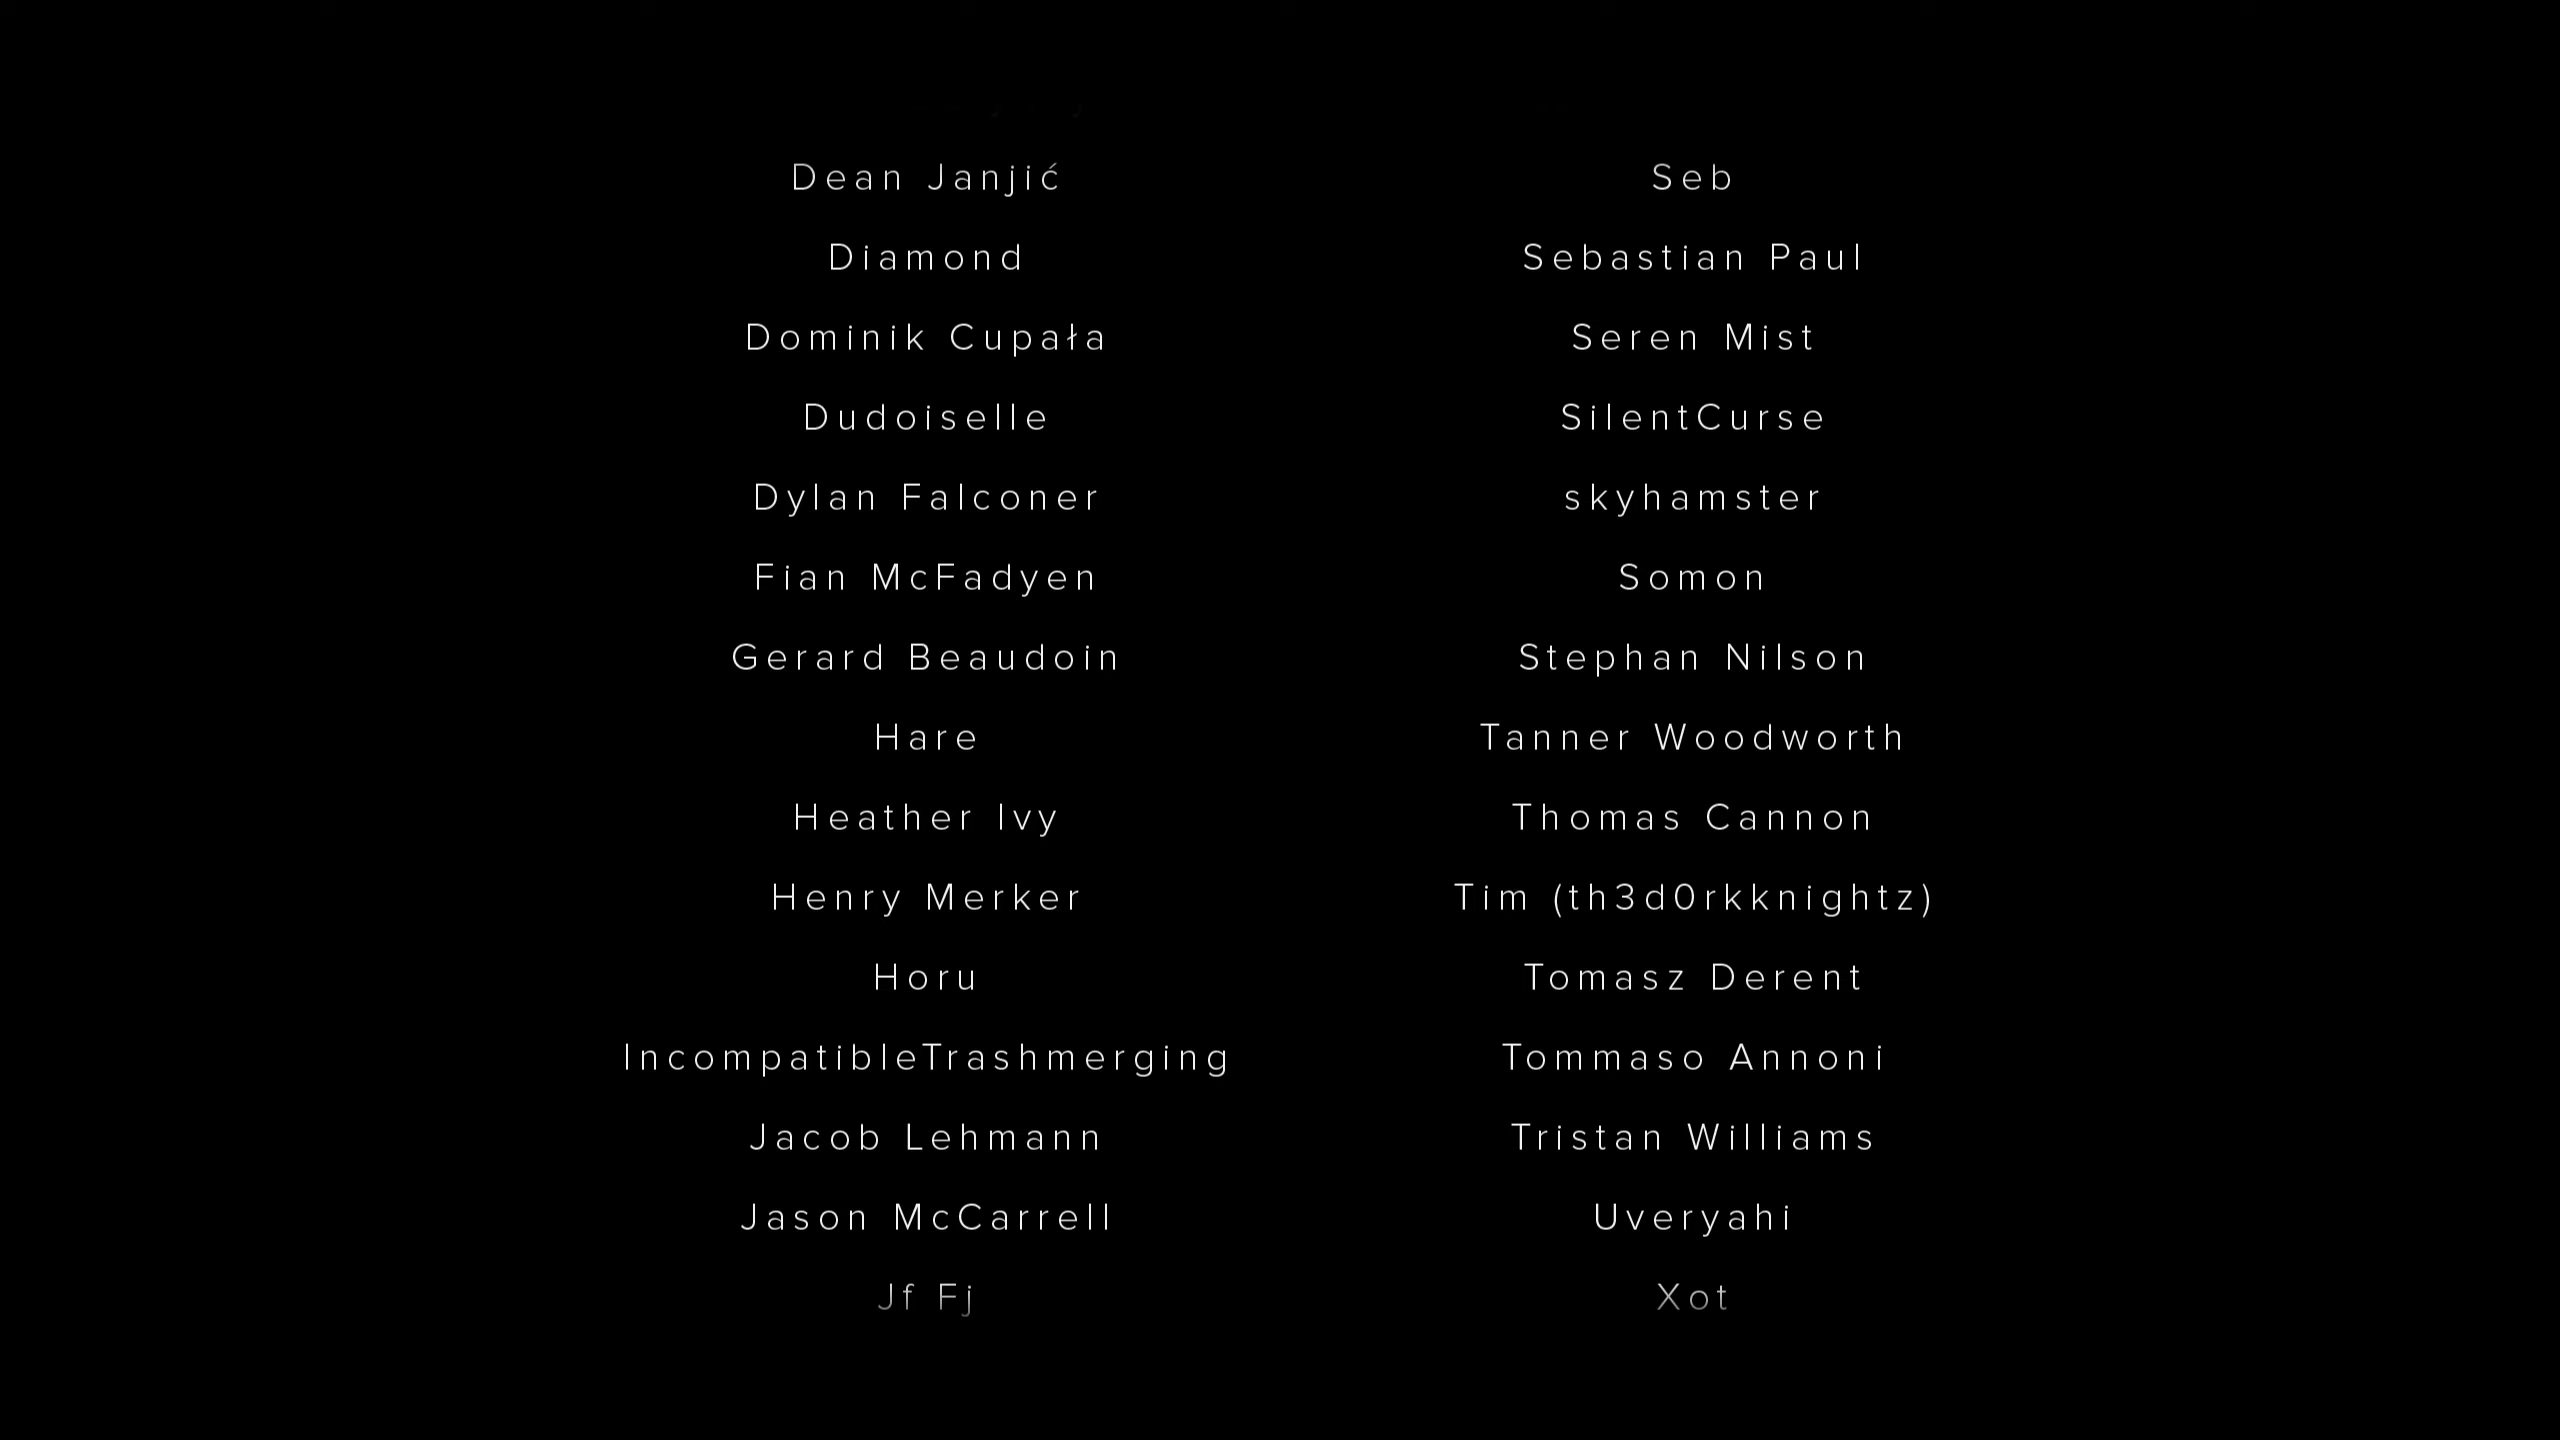 Dean Janjić
Diamond
Dominik Cupała
Dudoiselle
Dylan Falconer
Fian McFadyen
Gerard Beaudoin
Hare
Heather Ivy
Henry Merker
Horu
IncompatibleTrashmerging
Jacob Lehmann
Jason McCarrell
Jf Fj
Seb
Sebastian Paul
Seren Mist
SilentCurse
skyhamster
Somon
Stephan Nilson
Tanner Woodworth
Thomas Cannon
Tim (th3d0rkknightz)
Tomasz Derent
Tommaso Annoni
Tristan Williams
Uveryahi
Xot